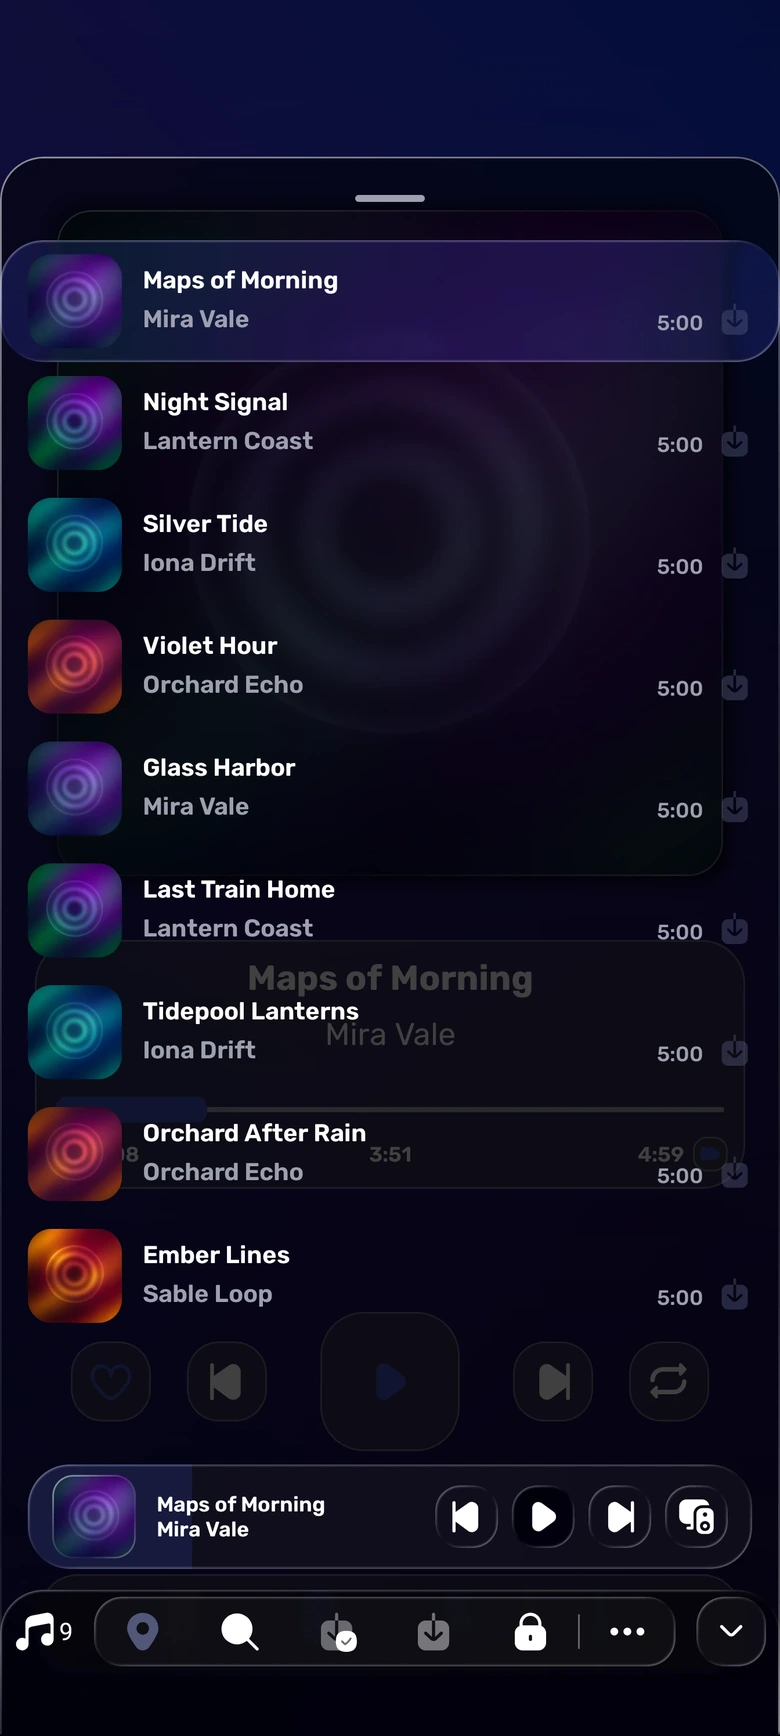 Maps of Morning
Mira Vale
5:00
Night Signal
Lantern Coast
5:00
Silver Tide
Iona Drift
5:00
Violet Hour
Orchard Echo
5:00
Glass Harbor
Mira Vale
5:00
Last Train Home
Lantern Coast
5:00
Maps of Morning
Tidepool Lanterns
Mira Vale
Iona Drift
5:00
Orchard After Rain
3:51
4:59
Orchard Echo
5:00
Ember Lines
Sable Loop
5:00
Maps of Morning
Mira Vale
9